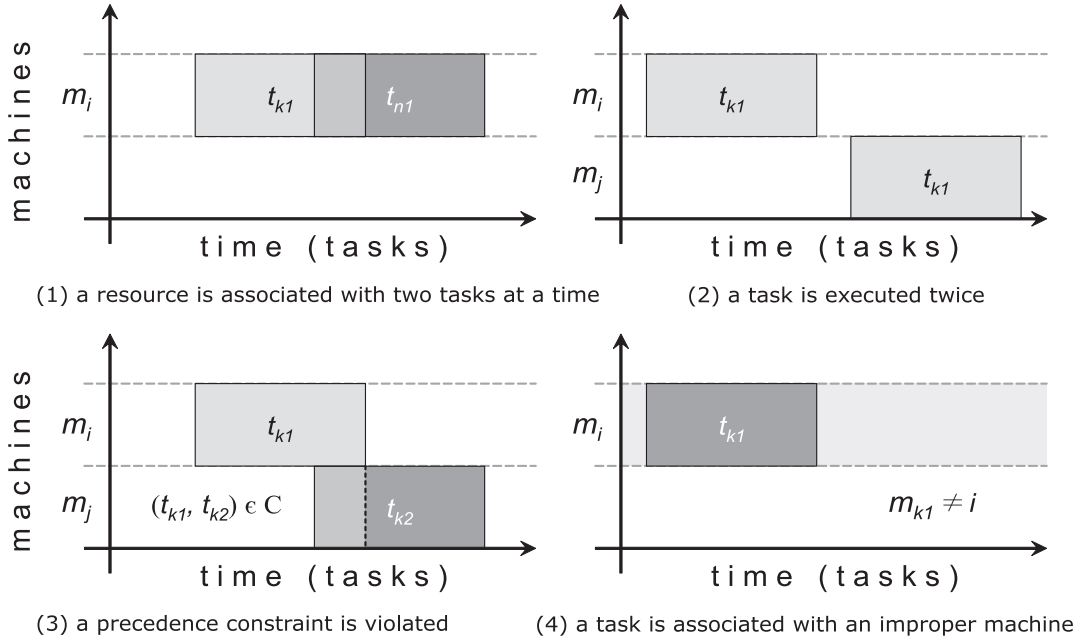 machines
m_i
t_k1
t_n1
time (tasks)
(1) a resource is associated with two tasks at a time
m_i
m_j
t_k1
t_k1
time (tasks)
(2) a task is executed twice
machines
m_i
m_j
t_k1
(t_k1, t_k2) ϵ C
t_k2
time (tasks)
(3) a precedence constraint is violated
m_i
t_k1
m_k1 ≠ i
time (tasks)
(4) a task is associated with an improper machine